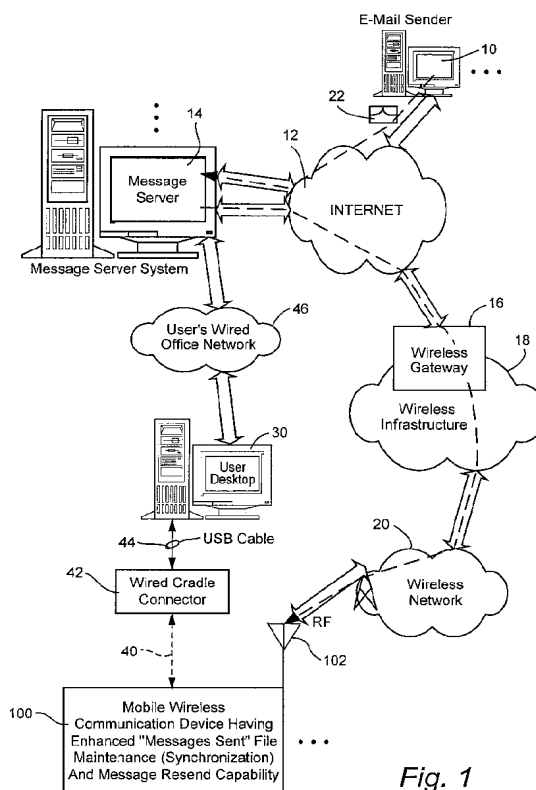 E-Mail Sender
10
22
14
12
Message
Server
INTERNET
Message Server System
46
User's Wired
Office Network
16
18
Wireless
Gateway
Wireless
Infrastructure
30
User
Desktop
44
USB Cable
20
42
Wired Cradle
Connector
Wireless
Network
RF
40
102
100
Mobile Wireless
Communication Device Having
Enhanced "Messages Sent" File
Maintenance (Synchronization)
And Message Resend Capability
Fig. 1